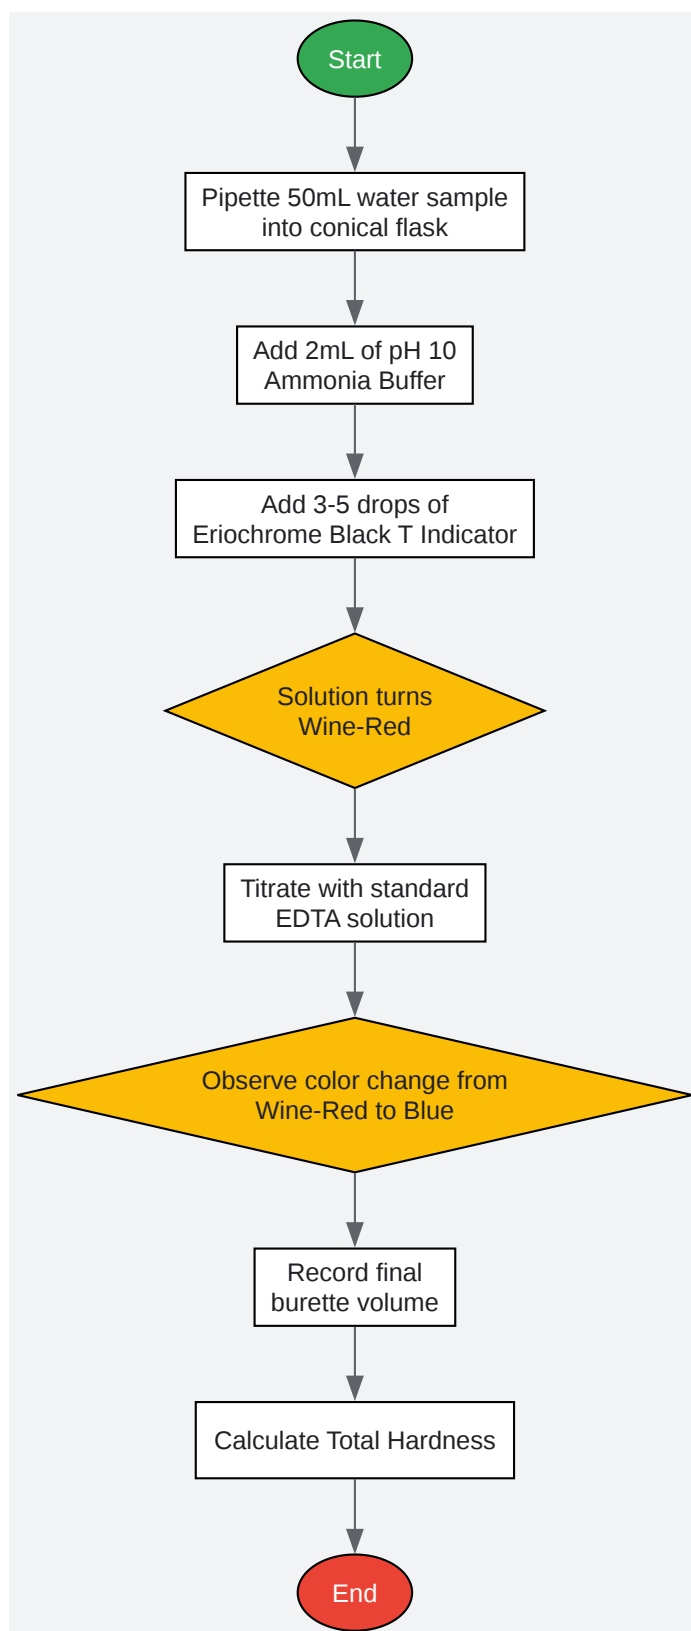 Start
Pipette 50mL water sample
into conical flask
Add 2mL of pH 10
Ammonia Buffer
Add 3-5 drops of
Eriochrome Black T Indicator
Solution turns
Wine-Red
Titrate with standard
EDTA solution
Observe color change from
Wine-Red to Blue
Record final
burette volume
Calculate Total Hardness
End